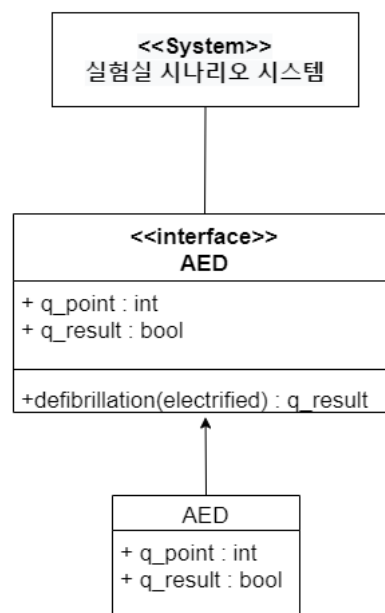 <<System>>
실험실 시나리오 시스템
<<interface>>
AED
+ q_point : int
+ q_result : bool
+defibrillation(electrified) : q_result
AED
+ q_point : int
+ q_result : bool